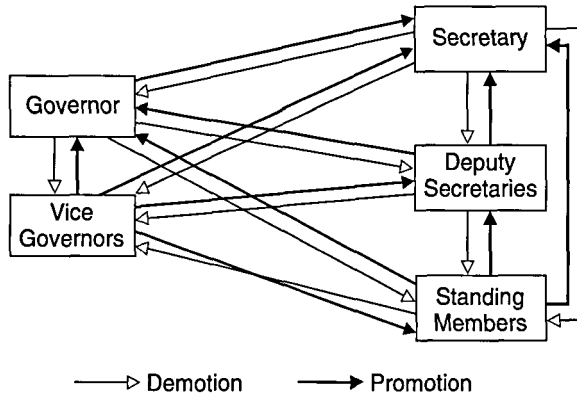 Secretary
Governor
Deputy
Secretaries
Vice
Governors
Standing
Members
Demotion
Promotion